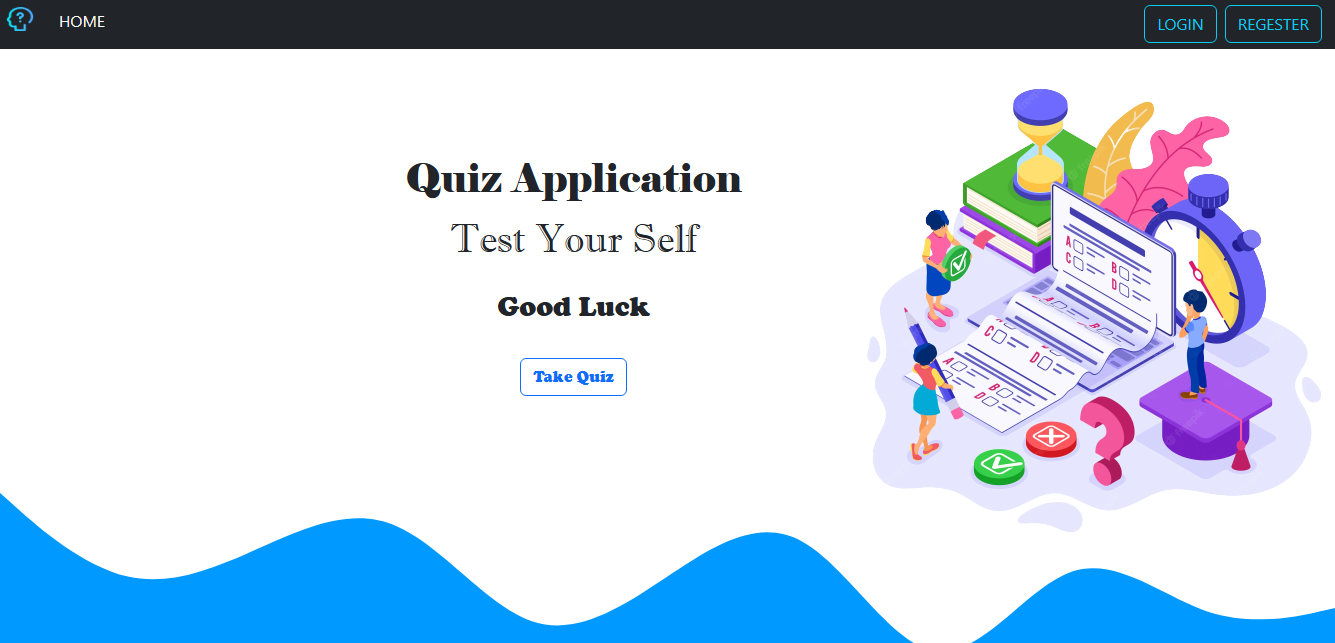 HOME
LOGIN
REGESTER
Quiz Application
Test Your Self
Good Luck
Take Quiz
A
B
C
D
A
B
C
D
A
B
D